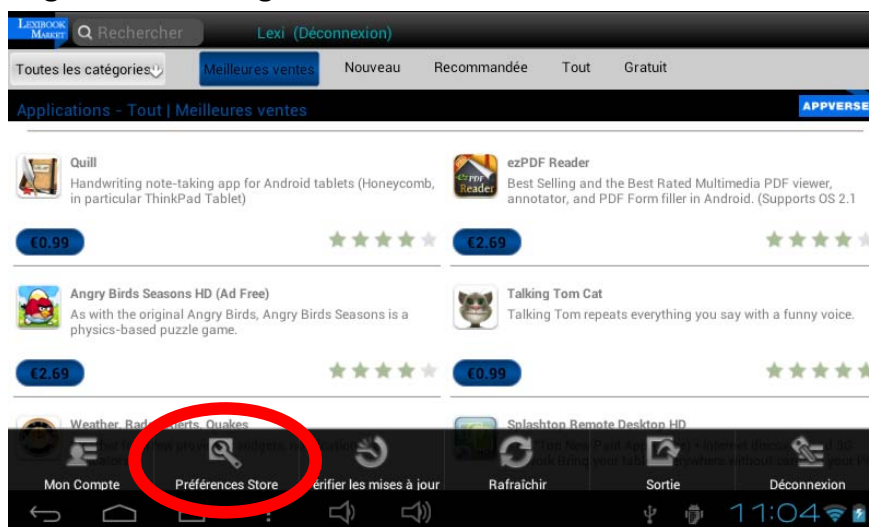 LEXIBOOK
MARKET
Rechercher
Lexi (Déconnexion)
Toutes les catégories
Meilleures ventes
Nouveau
Recommandée
Tout
Gratuit
Applications - Tout | Meilleures ventes
APPVERSE
Quill
Handwriting note-taking app for Android tablets (Honeycomb,
in particular ThinkPad Tablet)
€0.99
ezPDF Reader
Best Selling and the Best Rated Multimedia PDF viewer,
annotator, and PDF Form filler in Android. (Supports OS 2.1
€2.69
Angry Birds Seasons HD (Ad Free)
As with the original Angry Birds, Angry Birds Seasons is a
physics-based puzzle game.
€2.69
Talking Tom Cat
Talking Tom repeats everything you say with a funny voice.
€0.99
Weather, Quakes
Splashtop Remote Desktop HD
Mon Compte
Préférences Store
érifier les mises à jour
Rafraîchir
Sortie
Déconnexion
11:04